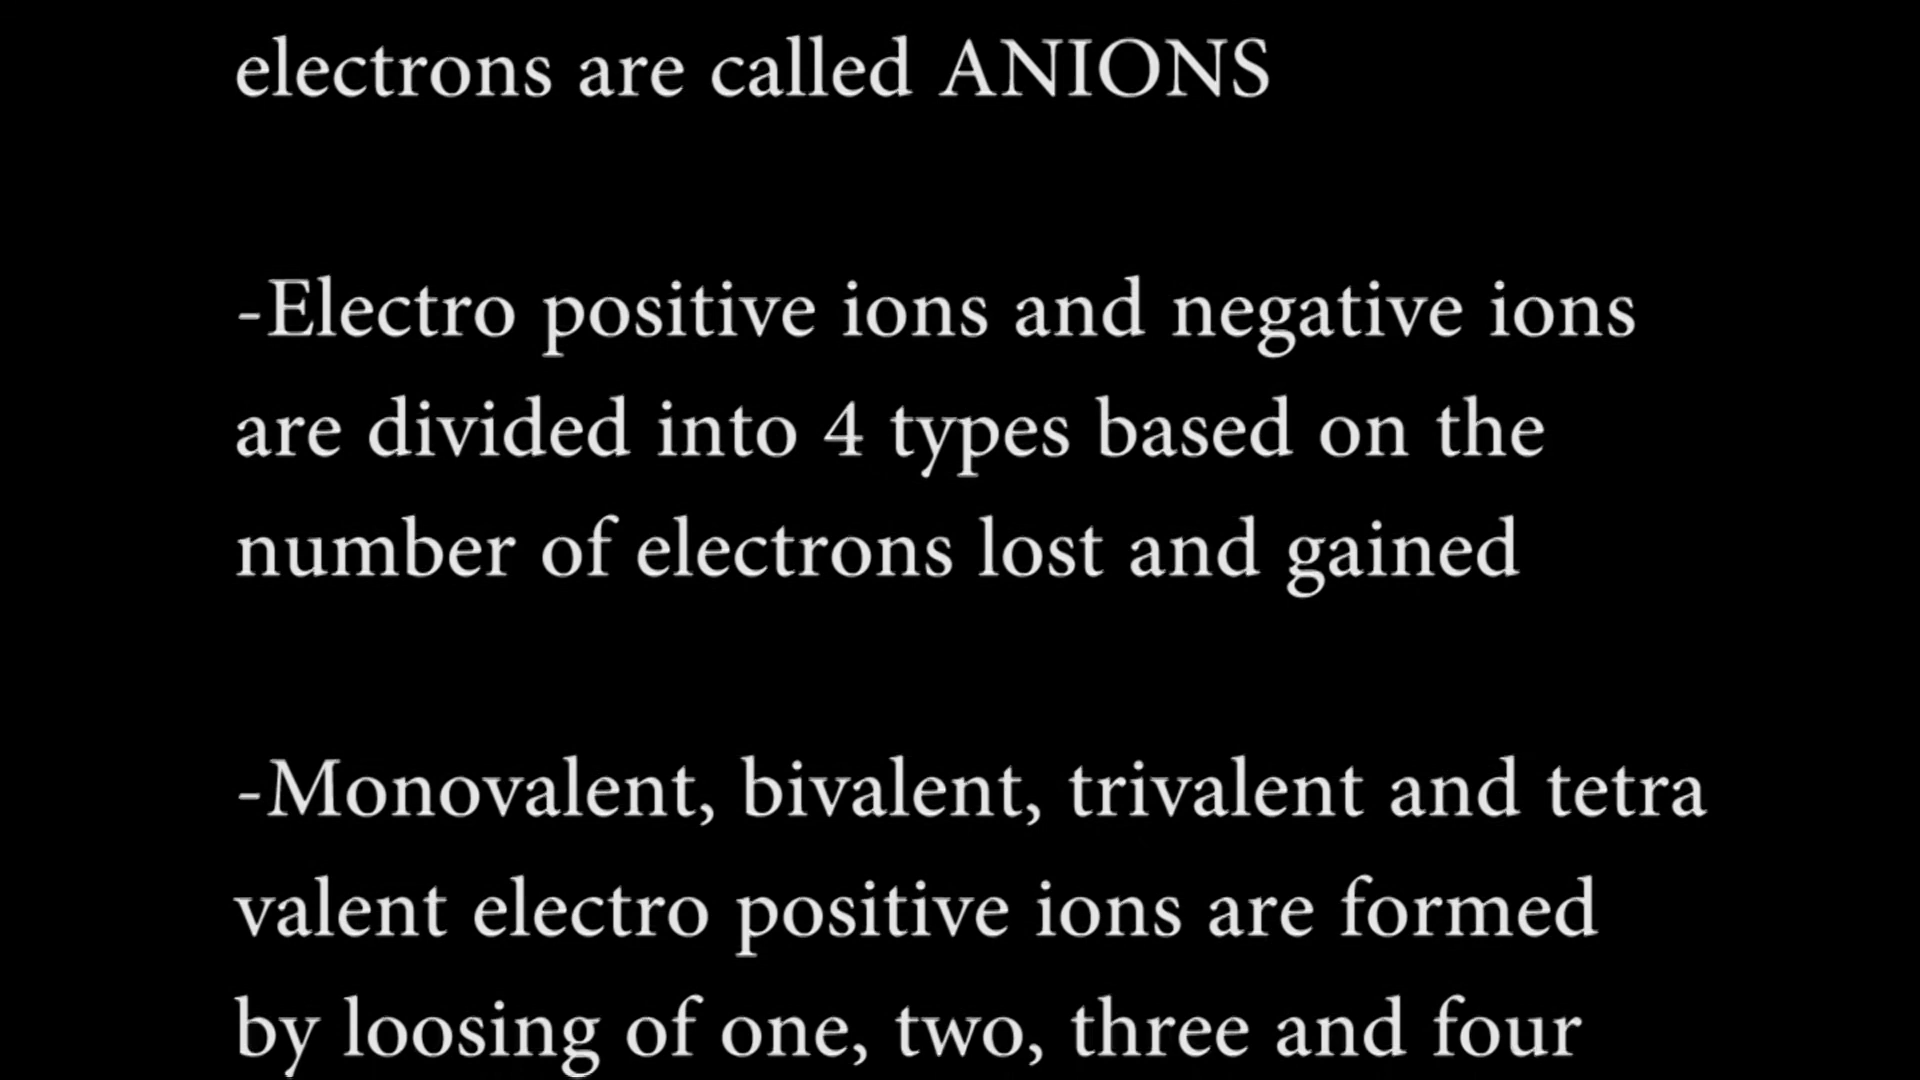 electrons are called ANIONS
-Electro positive ions and negative ions
are divided into 4 types based on the
number of electrons lost and gained
-Monovalent, bivalent, trivalent and tetra
valent electro positive ions are formed
by loosing of one, two, three and four